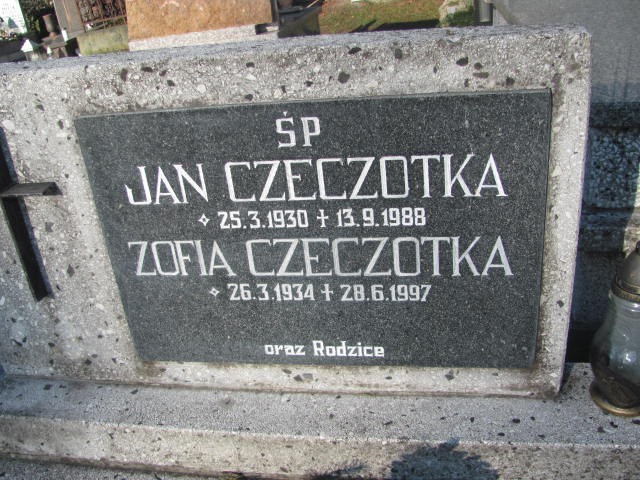 ŚP
JAN CZECZOTKA
⋄ 25.3.1930 ✝ 13.9.1988
ZOFIA CZECZOTKA
⋄ 26.3.1934 ✝ 28.6.1997
oraz Rodzice